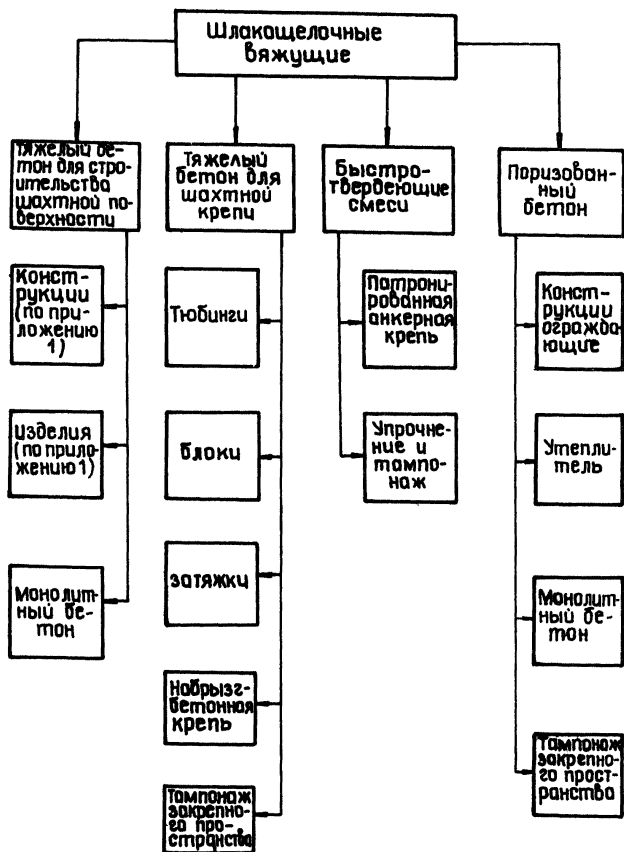 Шлакощелочные
вяжущие
Тяжелый бе-
тон для стро-
ительства
шахтной по-
верхности
Конст-
рукции
(по при-
ложению
1)
Изделия
(по прило-
жению 1)
Монолит-
ный бе-
тон
Тяжелый
бетон для
шахтной
крепи
Тюбинги
блоки
затяжки
Набрызг-
бетонная
крепь
Тампонаж
закрепно-
го про-
странства
Быстро-
твердеющие
смеси
Патрони-
рованная
анкерная
крепь
Упрочне-
ние и
тампо-
наж
Поризован-
ный
бетон
Конст-
рукции
огражда-
ющие
Утепли-
тель
Монолит-
ный бе-
тон
Тампонаж
закрепно-
го прост-
ранства